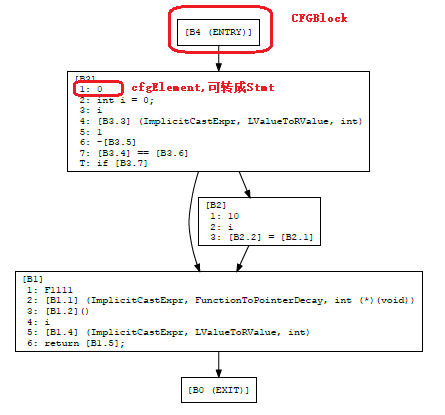 CFGBlock
[B4 (ENTRY)]
[B3]
1: 0
cfgElement,可转成Stmt
2: int i = 0;
3: i
4: [B3.3] (ImplicitCastExpr, LValueToRValue, int)
5: 1
6: -[B3.5]
7: [B3.4] == [B3.6]
T: if [B3.7]
[B2]
1: 10
2: i
3: [B2.2] = [B2.1]
[B1]
1: F1111
2: [B1.1] (ImplicitCastExpr, FunctionToPointerDecay, int (*)(void))
3: [B1.2]()
4: i
5: [B1.4] (ImplicitCastExpr, LValueToRValue, int)
6: return [B1.5];
[B0 (EXIT)]